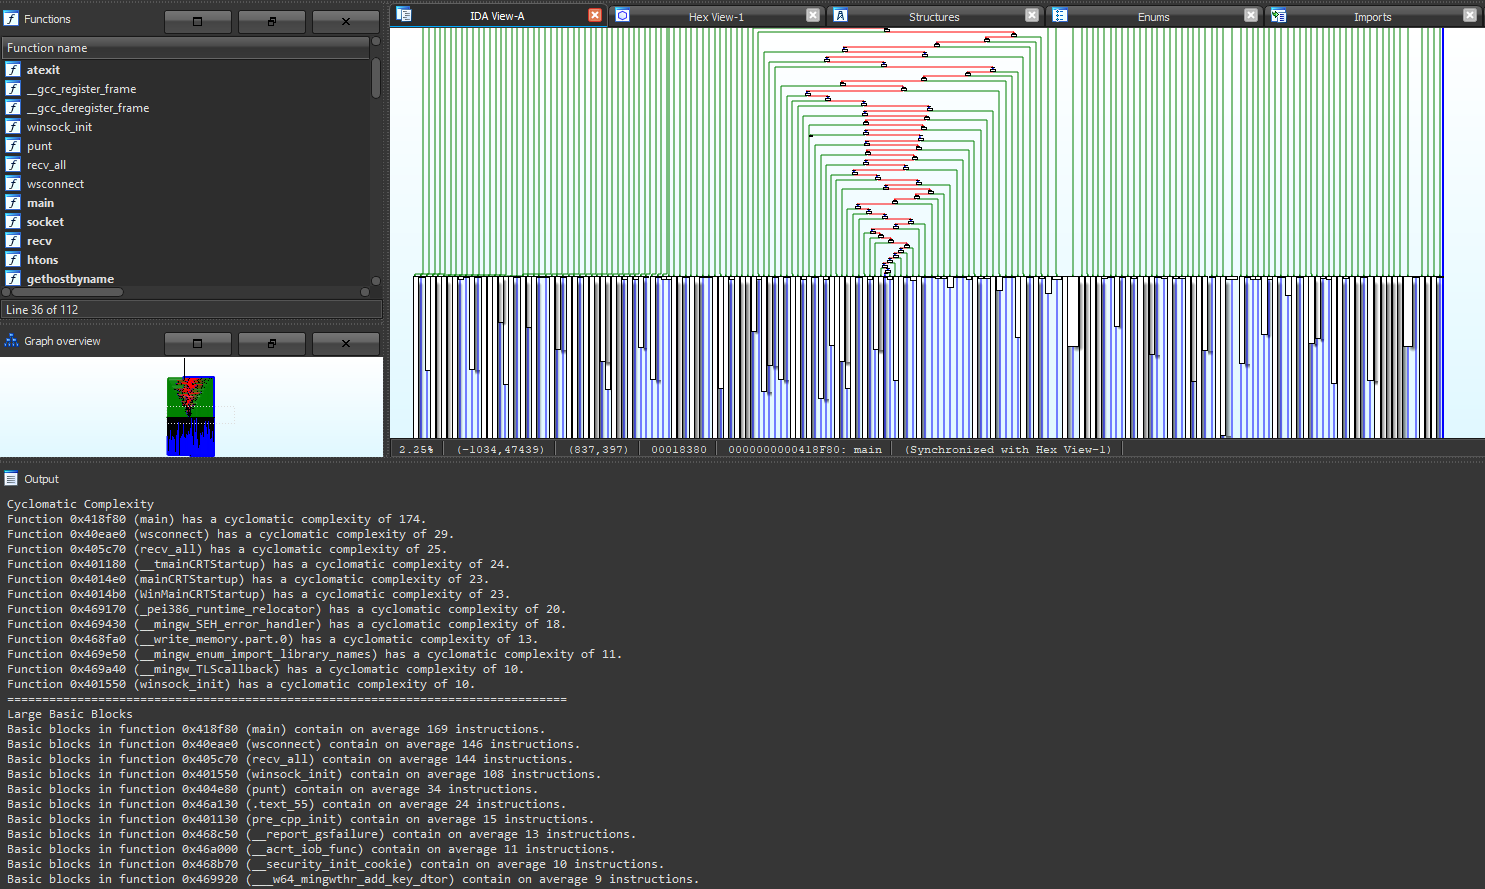 Functions
Function name
atexit
__gcc_register_frame
__gcc_deregister_frame
winsock_init
punt
recv_all
wsconnect
main
socket
recv
htons
gethostbyname
Line 36 of 112
Graph overview
IDA View-A
Hex View-1
Structures
Enums
Imports
2.25% (-1034,47439) (837,397) 00018380 0000000000418F80: main (Synchronized with Hex View-1)
Output
Cyclomatic Complexity
Function 0x418f80 (main) has a cyclomatic complexity of 174.
Function 0x40eae0 (wsconnect) has a cyclomatic complexity of 29.
Function 0x405c70 (recv_all) has a cyclomatic complexity of 25.
Function 0x401180 (__tmainCRTStartup) has a cyclomatic complexity of 24.
Function 0x4014e0 (mainCRTStartup) has a cyclomatic complexity of 23.
Function 0x4014b0 (WinMainCRTStartup) has a cyclomatic complexity of 23.
Function 0x469170 (_pei386_runtime_relocator) has a cyclomatic complexity of 20.
Function 0x469430 (__mingw_SEH_error_handler) has a cyclomatic complexity of 18.
Function 0x468fa0 (__write_memory.part.0) has a cyclomatic complexity of 13.
Function 0x469e50 (__mingw_enum_import_library_names) has a cyclomatic complexity of 11.
Function 0x469a40 (__mingw_TLScallback) has a cyclomatic complexity of 10.
Function 0x401550 (winsock_init) has a cyclomatic complexity of 10.
================================================================================
Large Basic Blocks
Basic blocks in function 0x418f80 (main) contain on average 169 instructions.
Basic blocks in function 0x40eae0 (wsconnect) contain on average 146 instructions.
Basic blocks in function 0x405c70 (recv_all) contain on average 144 instructions.
Basic blocks in function 0x401550 (winsock_init) contain on average 108 instructions.
Basic blocks in function 0x404e80 (punt) contain on average 34 instructions.
Basic blocks in function 0x46a130 (.text_55) contain on average 24 instructions.
Basic blocks in function 0x401130 (pre_cpp_init) contain on average 15 instructions.
Basic blocks in function 0x468c50 (__report_gsfailure) contain on average 13 instructions.
Basic blocks in function 0x46a000 (__acrt_iob_func) contain on average 11 instructions.
Basic blocks in function 0x468b70 (__security_init_cookie) contain on average 10 instructions.
Basic blocks in function 0x469920 (___w64_mingwthr_add_key_dtor) contain on average 9 instructions.